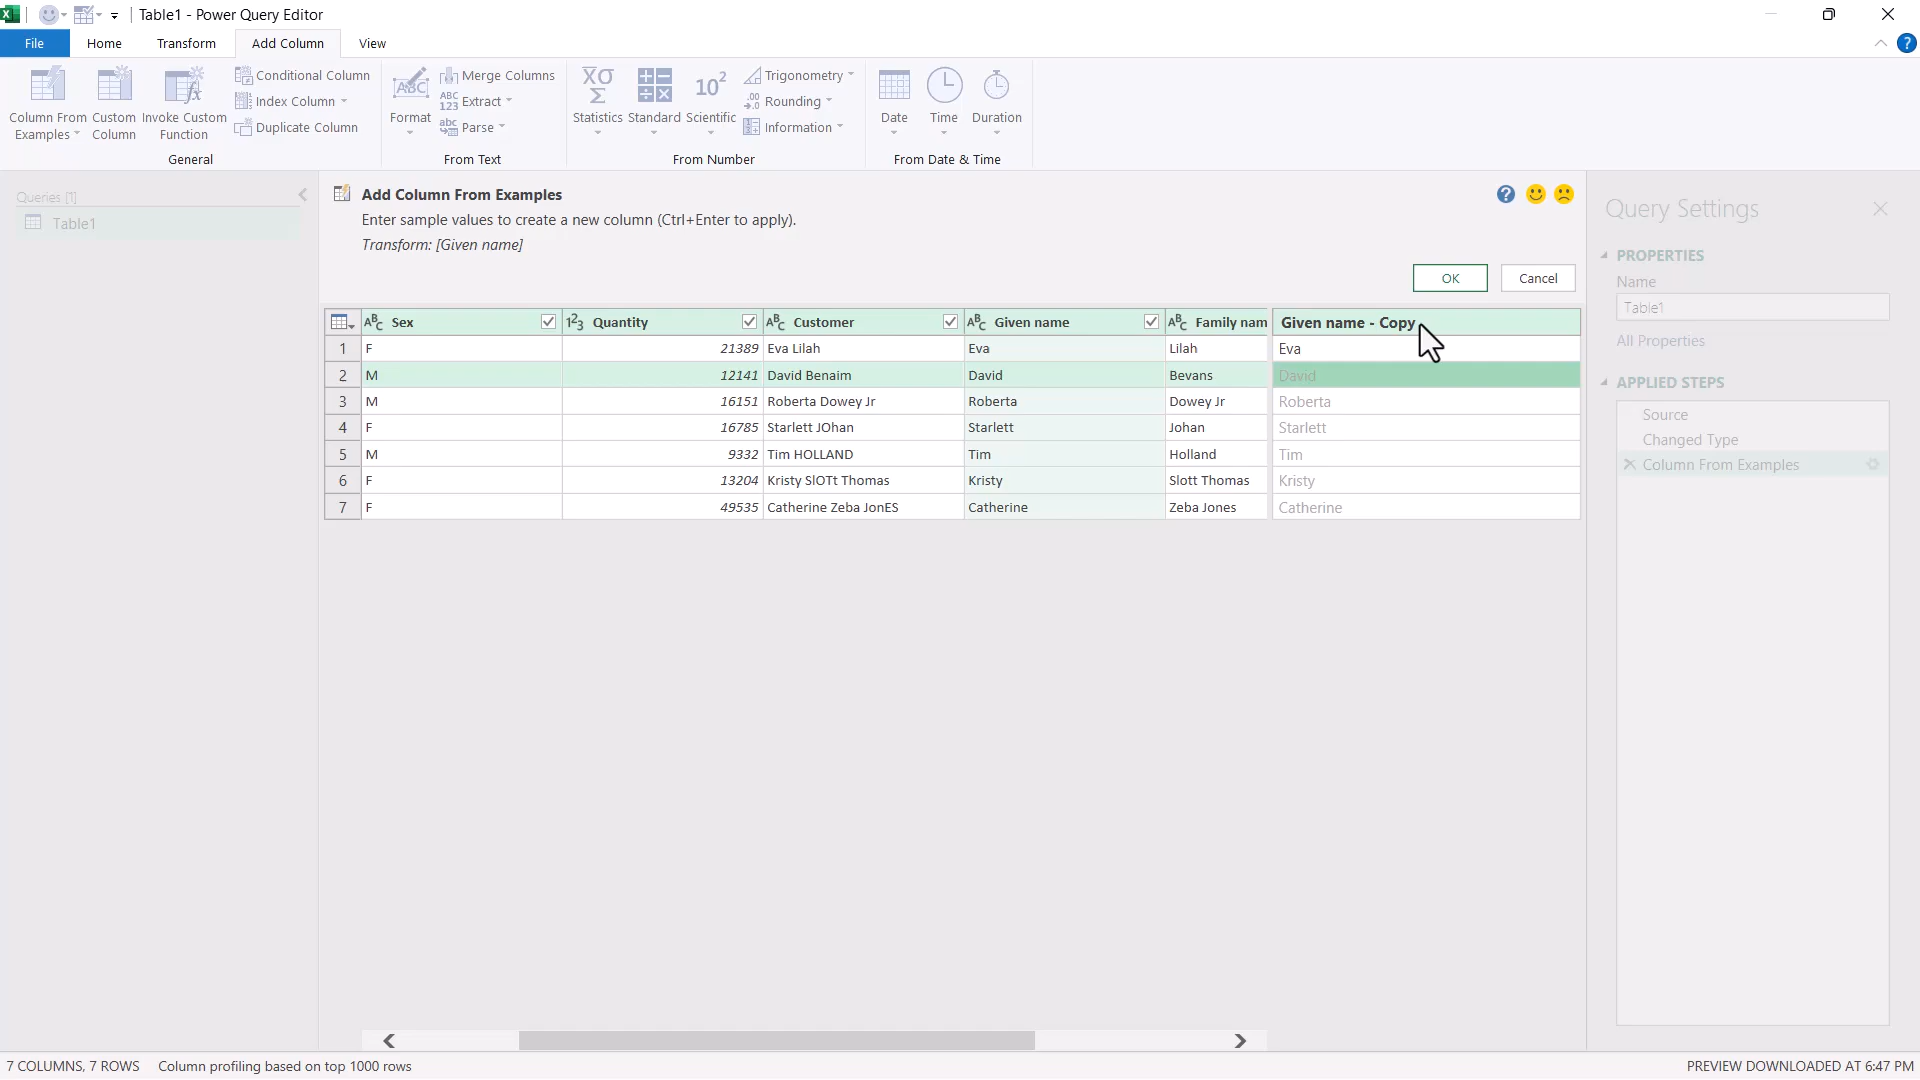 Table1 - Power Query Editor
File Home Transform Add Column View
Column From Examples
Custom Column
Invoke Custom Function
Conditional Column
Index Column
Duplicate Column
General
Format
Merge Columns
Extract
Parse
From Text
Statistics
Standard
Scientific
Trigonometry
Rounding
Information
From Number
Date
Time
Duration
From Date & Time
Queries [1]
Table1
Add Column From Examples
Enter sample values to create a new column (Ctrl+Enter to apply).
Transform: [Given name]
OK Cancel
Sex Quantity Customer Given name Family nam Given name - Copy
1 F 21389 Eva Lilah Eva Lilah Eva
2 M 12141 David Benaim David Bevans David
3 M 16151 Roberta Dowey Jr Roberta Dowey Jr Roberta
4 F 16785 Starlett JOhan Starlett Johan Starlett
5 M 9332 Tim HOLLAND Tim Holland Tim
6 F 13204 Kristy SlOTt Thomas Kristy Slott Thomas Kristy
7 F 49535 Catherine Zeba JonES Catherine Zeba Jones Catherine
Query Settings
PROPERTIES
Name
Table1
All Properties
APPLIED STEPS
Source
Changed Type
Column From Examples
7 COLUMNS, 7 ROWS Column profiling based on top 1000 rows PREVIEW DOWNLOADED AT 6:47 PM